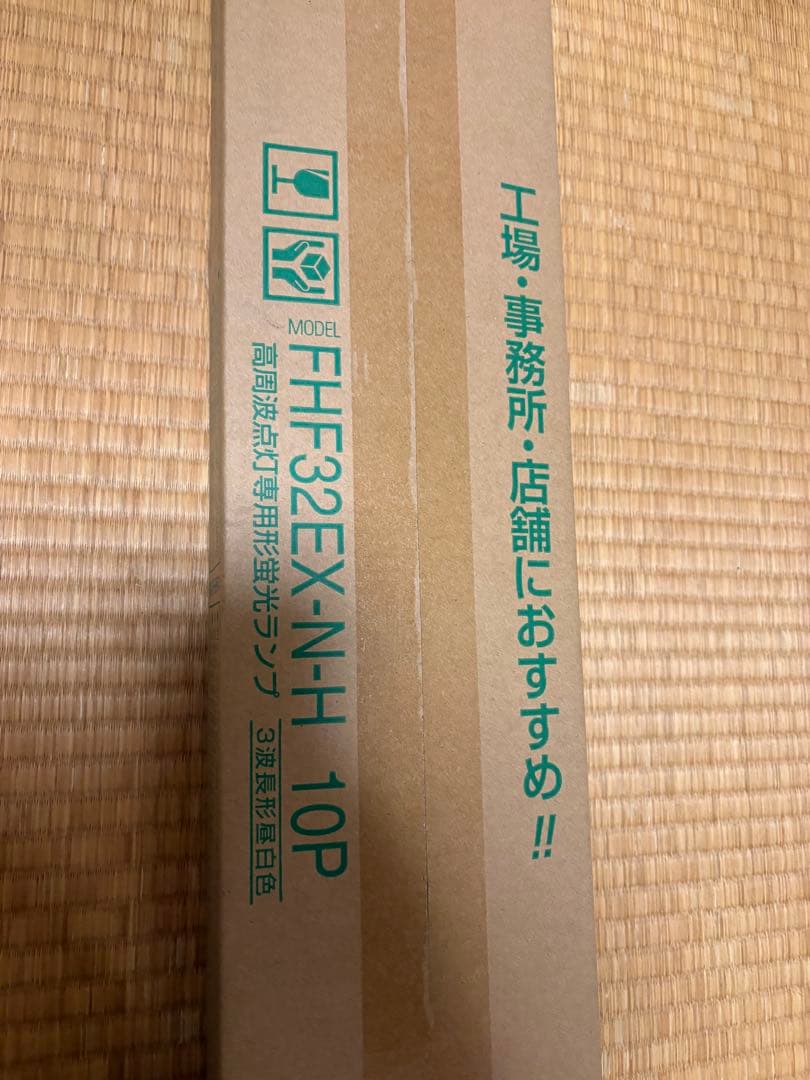 工場・事務所・店舗におすすめ!!
MODEL
FHF32EX-N-H 10P
高周波点灯専用形蛍光ランプ 3波長形昼白色